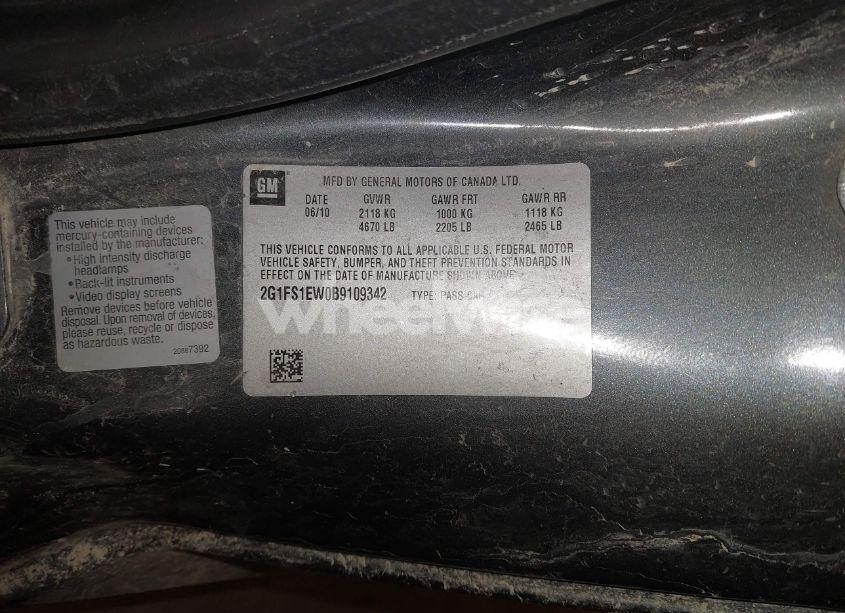 This vehicle may include
mercury-containing devices
installed by the manufacturer:
• High intensity discharge
headlamps
• Back-lit instruments
• Video display screens
Remove devices before vehicle
disposal. Upon removal of devices,
please reuse, recycle or dispose
as hazardous waste.
20867392
GM
MFD BY GENERAL MOTORS OF CANADA LTD.
DATE GVWR GAWR FRT GAWR RR
06/10 2118 KG 1000 KG 1118 KG
4670 LB 2205 LB 2465 LB
THIS VEHICLE CONFORMS TO ALL APPLICABLE U.S. FEDERAL MOTOR
VEHICLE SAFETY, BUMPER, AND THEFT PREVENTION STANDARDS IN
EFFECT ON THE DATE OF MANUFACTURE SHOWN ABOVE.
2G1FS1EW0B9109342 TYPE: PASS CAR